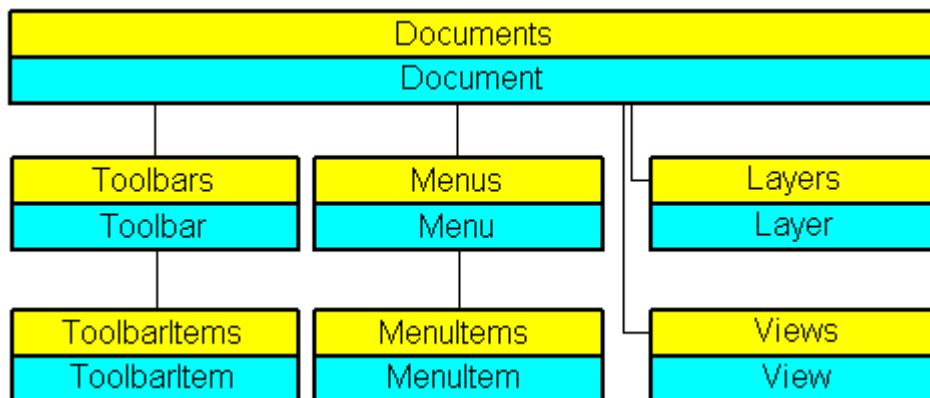 Documents
Document
Toolbars
Toolbar
Menus
Menu
Layers
Layer
ToolbarItems
ToolbarItem
MenuItems
MenuItem
Views
View